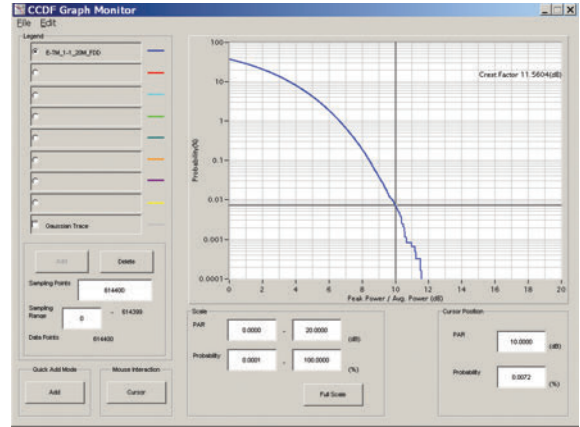 CCDF Graph Monitor
File Edit
Legend
E-TM_1-1_20M_FDD
Gaussian Trace
Add Delete
Sampling Points 614400
Sampling Range 0 - 614399
Data Points 614400
Quick Add Mode
Add
Mouse Interaction
Cursor
Probability(%)
100
10
1
0.1
0.01
0.001
0.0001
Crest Factor 11.5604(dB)
0 2 4 6 8 10 12 14 16 18 20
Peak Power / Avg. Power (dB)
Scale
PAR 0.0000 - 20.0000 (dB)
Probability 0.0001 - 100.0000 (%)
Full Scale
Cursor Position
PAR 10.0000 (dB)
Probability 0.0072 (%)